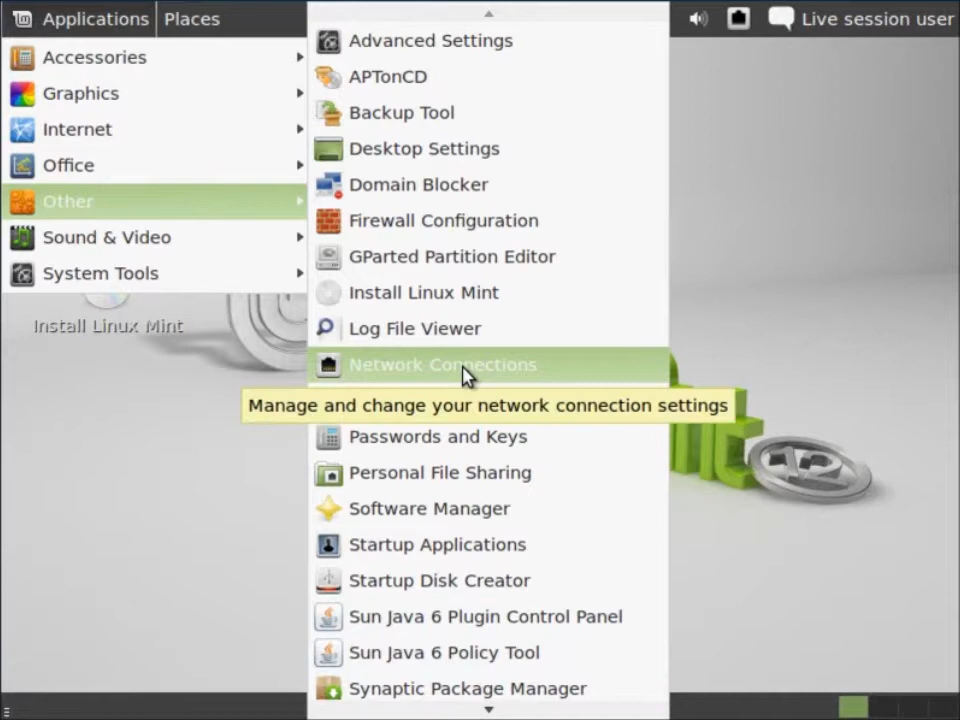 Applications
Places
Live session user
Accessories
Graphics
Internet
Office
Other
Sound & Video
System Tools
Install Linux Mint
Advanced Settings
APTonCD
Backup Tool
Desktop Settings
Domain Blocker
Firewall Configuration
GParted Partition Editor
Install Linux Mint
Log File Viewer
Network Connections
Manage and change your network connection settings
Passwords and Keys
Personal File Sharing
Software Manager
Startup Applications
Startup Disk Creator
Sun Java 6 Plugin Control Panel
Sun Java 6 Policy Tool
Synaptic Package Manager
12